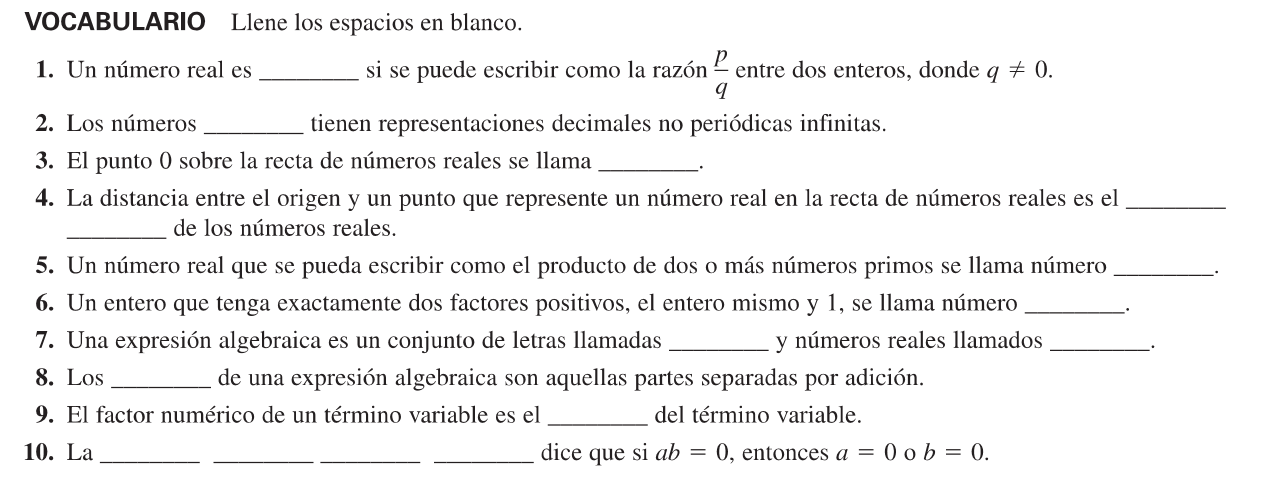 VOCABULARIO Llene los espacios en blanco.
1. Un número real es ________ si se puede escribir como la razón p/q entre dos enteros, donde q ≠ 0.
2. Los números ________ tienen representaciones decimales no periódicas infinitas.
3. El punto 0 sobre la recta de números reales se llama ________.
4. La distancia entre el origen y un punto que represente un número real en la recta de números reales es el ________
________ de los números reales.
5. Un número real que se pueda escribir como el producto de dos o más números primos se llama número ________.
6. Un entero que tenga exactamente dos factores positivos, el entero mismo y 1, se llama número ________.
7. Una expresión algebraica es un conjunto de letras llamadas ________ y números reales llamados ________.
8. Los ________ de una expresión algebraica son aquellas partes separadas por adición.
9. El factor numérico de un término variable es el ________ del término variable.
10. La ________ ________ ________ ________ dice que si ab = 0, entonces a = 0 o b = 0.